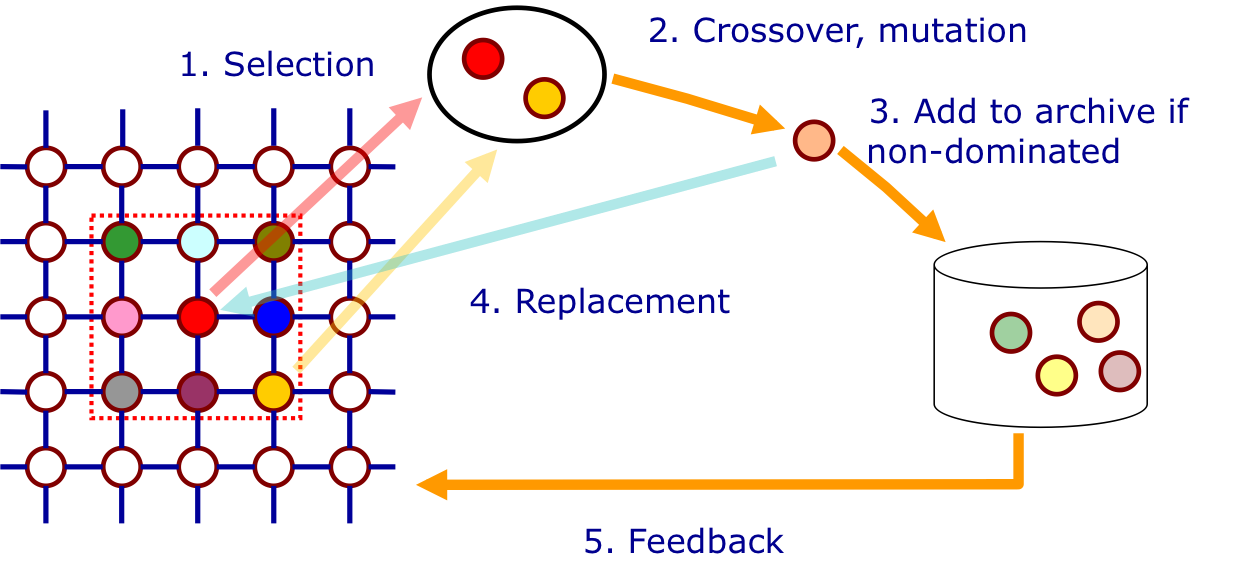 1. Selection
2. Crossover, mutation
3. Add to archive if
non-dominated
4. Replacement
5. Feedback